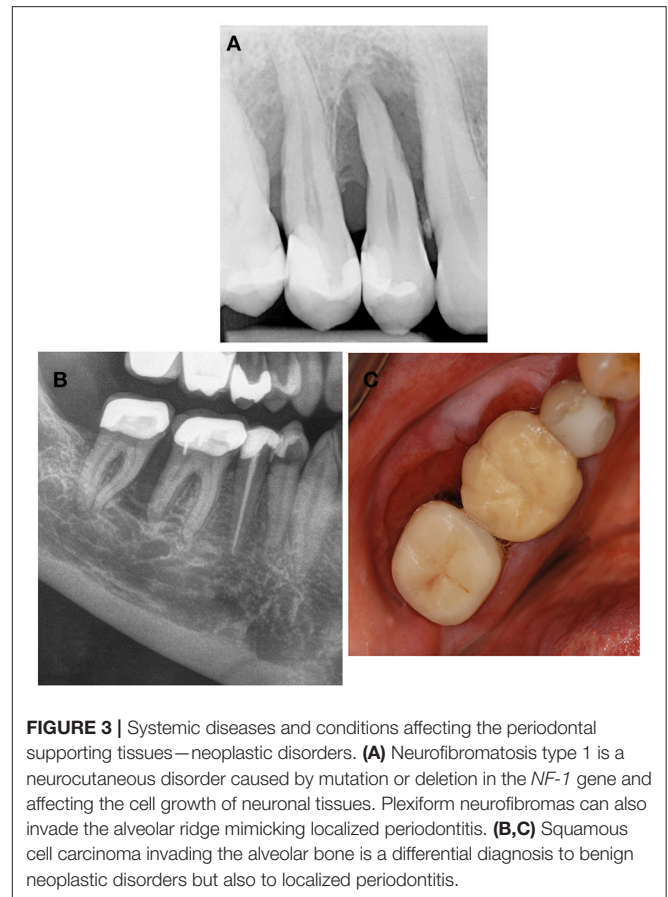 A
B
C
FIGURE 3 | Systemic diseases and conditions affecting the periodontal
supporting tissues—neoplastic disorders. (A) Neurofibromatosis type 1 is a
neurocutaneous disorder caused by mutation or deletion in the NF-1 gene and
affecting the cell growth of neuronal tissues. Plexiform neurofibromas can also
invade the alveolar ridge mimicking localized periodontitis. (B,C) Squamous
cell carcinoma invading the alveolar bone is a differential diagnosis to benign
neoplastic disorders but also to localized periodontitis.